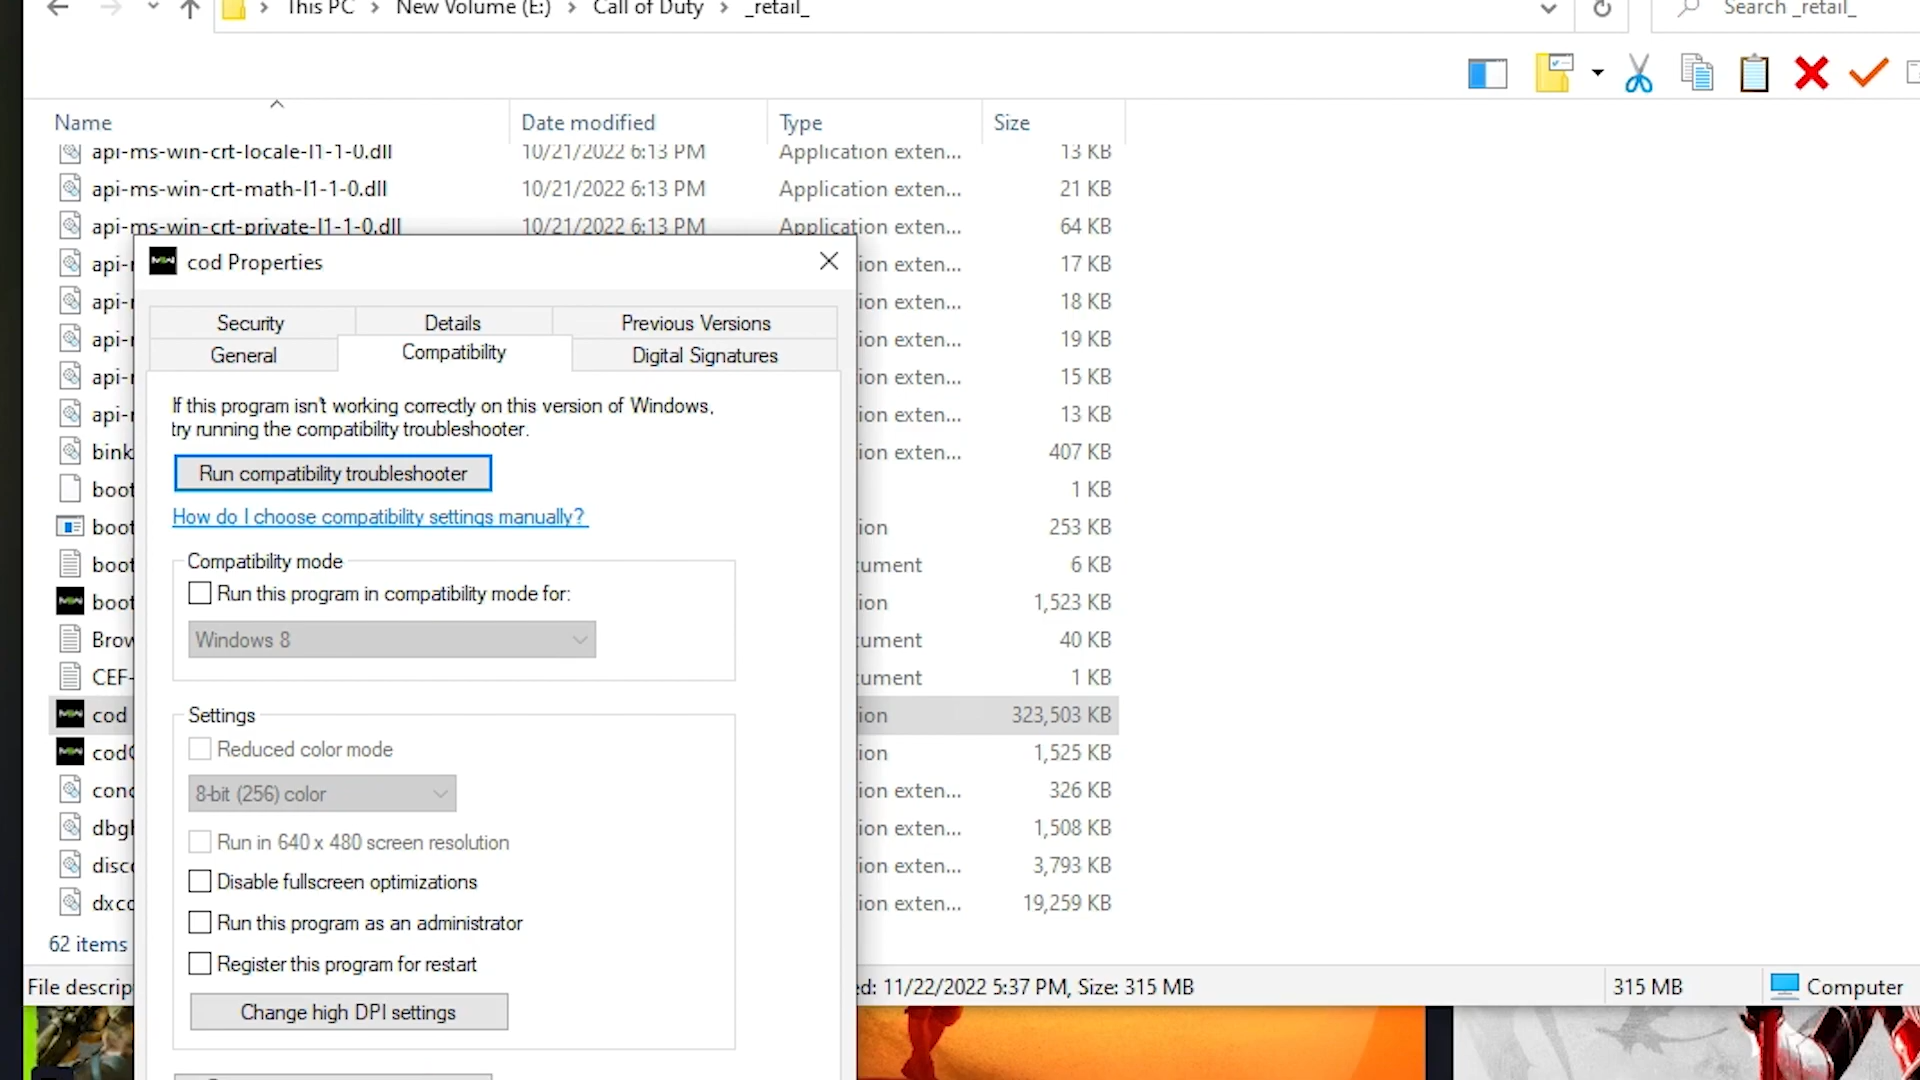 This PC > New Volume (E:) > Call of Duty > _retail_
Search _retail_
Name Date modified Type Size
api-ms-win-crt-locale-l1-1-0.dll 10/21/2022 6:13 PM Application exten... 13 KB
api-ms-win-crt-math-l1-1-0.dll 10/21/2022 6:13 PM Application exten... 21 KB
api-ms-win-crt-private-l1-1-0.dll 10/21/2022 6:13 PM Application exten... 64 KB
cod Properties
Security Details Previous Versions
General Compatibility Digital Signatures
If this program isn't working correctly on this version of Windows,
try running the compatibility troubleshooter.
Run compatibility troubleshooter
How do I choose compatibility settings manually?
Compatibility mode
Run this program in compatibility mode for:
Windows 8
Settings
Reduced color mode
8-bit (256) color
Run in 640 x 480 screen resolution
Disable fullscreen optimizations
Run this program as an administrator
Register this program for restart
Change high DPI settings
api- ion exten... 17 KB
api- ion exten... 18 KB
api- ion exten... 19 KB
api- ion exten... 15 KB
api- ion exten... 13 KB
bink ion exten... 407 KB
boot 1 KB
boot ion 253 KB
boot cument 6 KB
boot ion 1,523 KB
Brow cument 40 KB
CEF- cument 1 KB
cod ion 323,503 KB
cod ion 1,525 KB
conc ion exten... 326 KB
dbgh ion exten... 1,508 KB
disc ion exten... 3,793 KB
dxco ion exten... 19,259 KB
62 items
File descrip ed: 11/22/2022 5:37 PM, Size: 315 MB 315 MB Computer